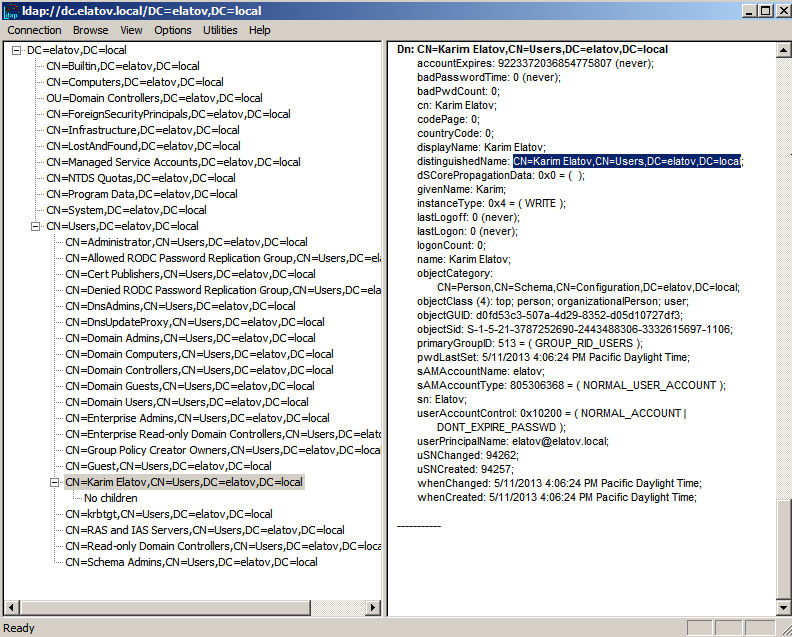 ldap://dc.elatov.local/DC=elatov,DC=local
Connection Browse View Options Utilities Help
DC=elatov,DC=local
CN=Builtin,DC=elatov,DC=local
CN=Computers,DC=elatov,DC=local
OU=Domain Controllers,DC=elatov,DC=local
CN=ForeignSecurityPrincipals,DC=elatov,DC=local
CN=Infrastructure,DC=elatov,DC=local
CN=LostAndFound,DC=elatov,DC=local
CN=Managed Service Accounts,DC=elatov,DC=local
CN=NTDS Quotas,DC=elatov,DC=local
CN=Program Data,DC=elatov,DC=local
CN=System,DC=elatov,DC=local
CN=Users,DC=elatov,DC=local
CN=Administrator,CN=Users,DC=elatov,DC=local
CN=Allowed RODC Password Replication Group,CN=Users,DC=el
CN=Cert Publishers,CN=Users,DC=elatov,DC=local
CN=Denied RODC Password Replication Group,CN=Users,DC=ela
CN=DnsAdmins,CN=Users,DC=elatov,DC=local
CN=DnsUpdateProxy,CN=Users,DC=elatov,DC=local
CN=Domain Admins,CN=Users,DC=elatov,DC=local
CN=Domain Computers,CN=Users,DC=elatov,DC=local
CN=Domain Controllers,CN=Users,DC=elatov,DC=local
CN=Domain Guests,CN=Users,DC=elatov,DC=local
CN=Domain Users,CN=Users,DC=elatov,DC=local
CN=Enterprise Admins,CN=Users,DC=elatov,DC=local
CN=Enterprise Read-only Domain Controllers,CN=Users,DC=elato
CN=Group Policy Creator Owners,CN=Users,DC=elatov,DC=local
CN=Guest,CN=Users,DC=elatov,DC=local
CN=Karim Elatov,CN=Users,DC=elatov,DC=local
No children
CN=krbtgt,CN=Users,DC=elatov,DC=local
CN=RAS and IAS Servers,CN=Users,DC=elatov,DC=local
CN=Read-only Domain Controllers,CN=Users,DC=elatov,DC=loca
CN=Schema Admins,CN=Users,DC=elatov,DC=local
Dn: CN=Karim Elatov,CN=Users,DC=elatov,DC=local
accountExpires: 9223372036854775807 (never);
badPasswordTime: 0 (never);
badPwdCount: 0;
cn: Karim Elatov;
codePage: 0;
countryCode: 0;
displayName: Karim Elatov;
distinguishedName: CN=Karim Elatov,CN=Users,DC=elatov,DC=local;
dSCorePropagationData: 0x0 = ( );
givenName: Karim;
instanceType: 0x4 = ( WRITE );
lastLogoff: 0 (never);
lastLogon: 0 (never);
logonCount: 0;
name: Karim Elatov;
objectCategory:
CN=Person,CN=Schema,CN=Configuration,DC=elatov,DC=local;
objectClass (4): top; person; organizationalPerson; user;
objectGUID: d0fd53c3-507a-4d29-8352-d05d10727df3;
objectSid: S-1-5-21-3787252690-2443488306-3332615697-1106;
primaryGroupID: 513 = ( GROUP_RID_USERS );
pwdLastSet: 5/11/2013 4:06:24 PM Pacific Daylight Time;
sAMAccountName: elatov;
sAMAccountType: 805306368 = ( NORMAL_USER_ACCOUNT );
sn: Elatov;
userAccountControl: 0x10200 = ( NORMAL_ACCOUNT |
DONT_EXPIRE_PASSWD );
userPrincipalName: elatov@elatov.local;
uSNChanged: 94262;
uSNCreated: 94257;
whenChanged: 5/11/2013 4:06:24 PM Pacific Daylight Time;
whenCreated: 5/11/2013 4:06:24 PM Pacific Daylight Time;
-----------
Ready